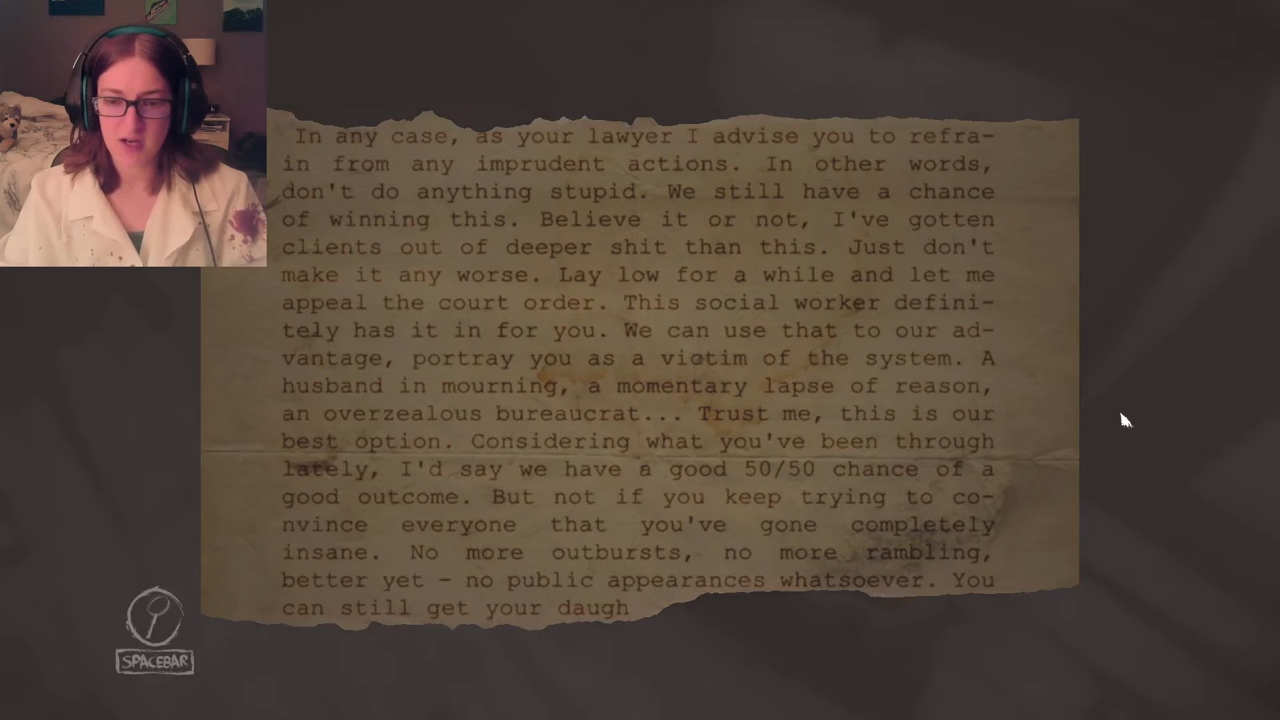 In any case, as your lawyer I advise you to refra-
in from any imprudent actions. In other words,
don't do anything stupid. We still have a chance
of winning this. Believe it or not, I've gotten
clients out of deeper shit than this. Just don't
make it any worse. Lay low for a while and let me
appeal the court order. This social worker defini-
tely has it in for you. We can use that to our ad-
vantage, portray you as a victim of the system. A
husband in mourning, a momentary lapse of reason,
an overzealous bureaucrat... Trust me, this is our
best option. Considering what you've been through
lately, I'd say we have a good 50/50 chance of a
good outcome. But not if you keep trying to co-
nvince everyone that you've gone completely
insane. No more outbursts, no more rambling,
better yet – no public appearances whatsoever. You
can still get your daugh
SPACEBAR